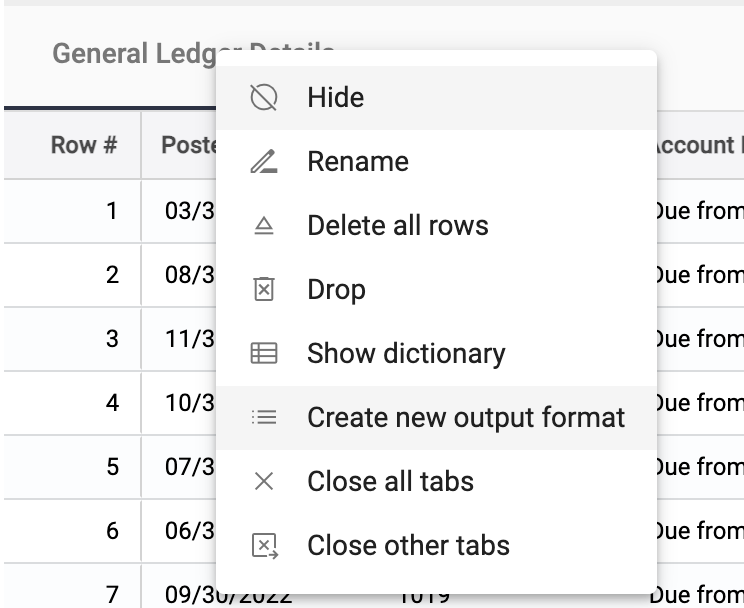 General Ledger Details
Hide
Row # Poste Account
Rename
1 03/3 Due from
Delete all rows
2 08/3 Due from
Drop
3 11/3 Due from
Show dictionary
4 10/3 Due from
Create new output format
5 07/3 Due from
Close all tabs
6 06/3 Due from
Close other tabs
7 09/30/2022 1019 Due from